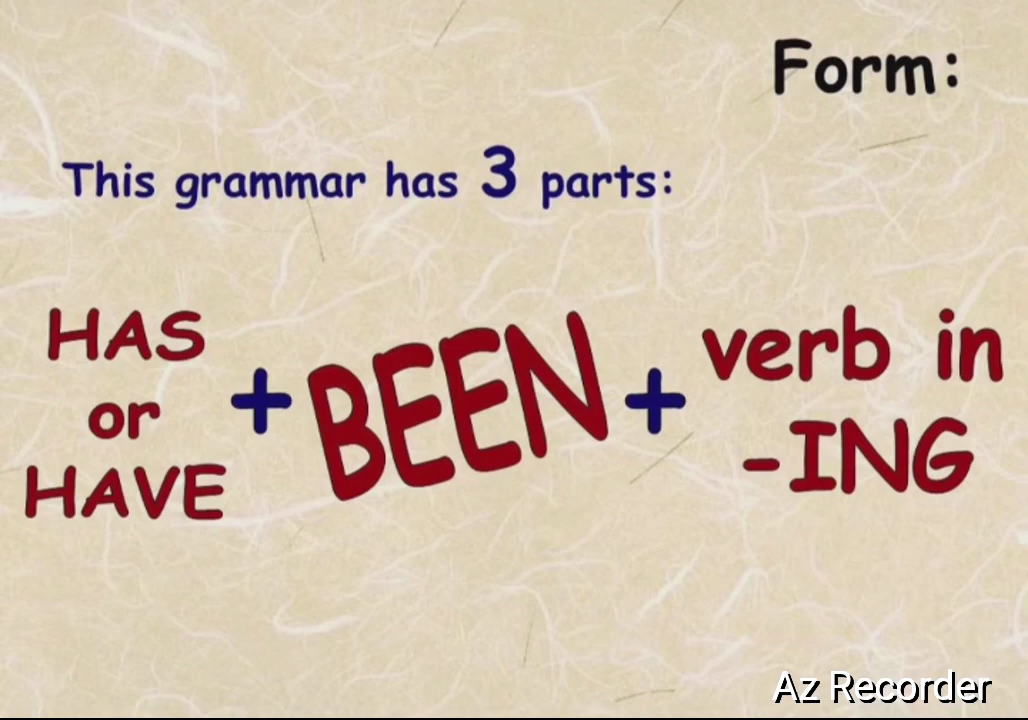 Form:
This grammar has 3 parts:
HAS
or
HAVE
+
BEEN
+
verb in
-ING
Az Recorder